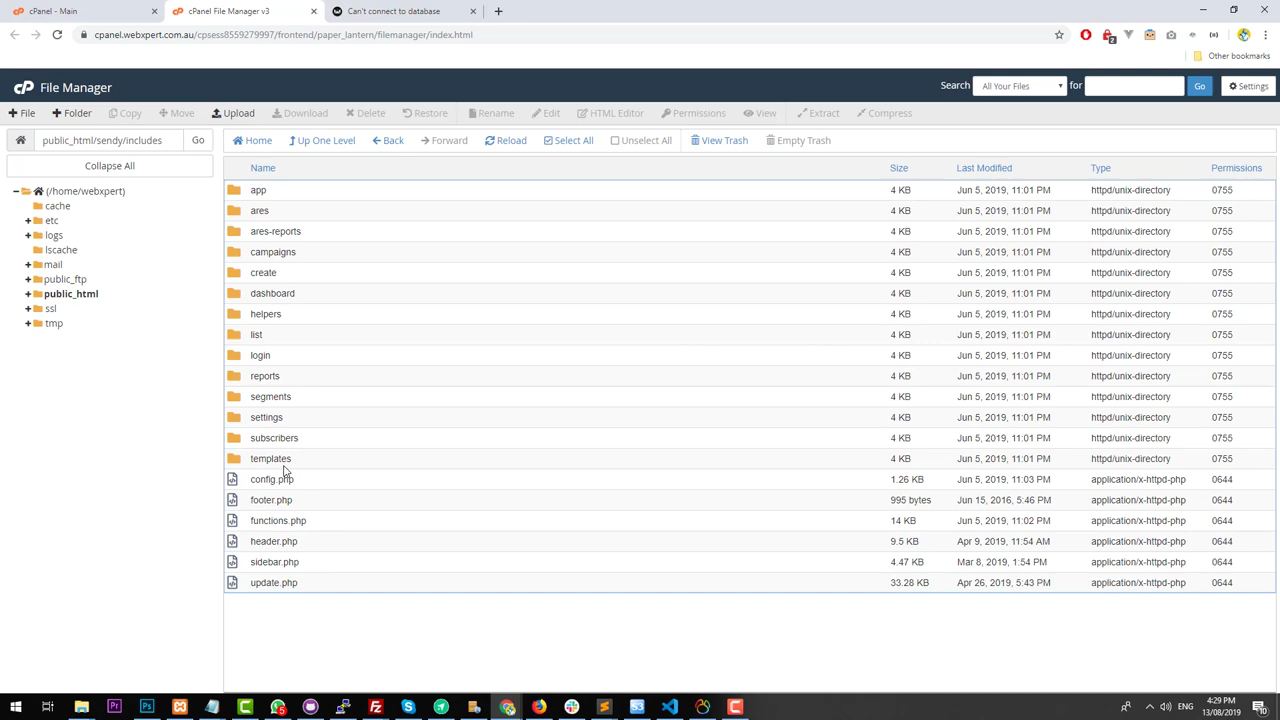 cPanel - Main
cPanel File Manager v3
Can't connect to database
cpanel.webxpert.com.au/cpsess8559279997/frontend/paper_lantern/filemanager/index.html
2
Other bookmarks
cP File Manager
Search All Your Files for Go Settings
File Folder Copy Move Upload Download Delete Restore Rename Edit HTML Editor Permissions View Extract Compress
public_html/sendy/includes Go Home Up One Level Back Forward Reload Select All Unselect All View Trash Empty Trash
Collapse All
(/home/webxpert)
cache
etc
logs
lscache
mail
public_ftp
public_html
ssl
tmp
Name Size Last Modified Type Permissions
app 4 KB Jun 5, 2019, 11:01 PM httpd/unix-directory 0755
ares 4 KB Jun 5, 2019, 11:01 PM httpd/unix-directory 0755
ares-reports 4 KB Jun 5, 2019, 11:01 PM httpd/unix-directory 0755
campaigns 4 KB Jun 5, 2019, 11:01 PM httpd/unix-directory 0755
create 4 KB Jun 5, 2019, 11:01 PM httpd/unix-directory 0755
dashboard 4 KB Jun 5, 2019, 11:01 PM httpd/unix-directory 0755
helpers 4 KB Jun 5, 2019, 11:01 PM httpd/unix-directory 0755
list 4 KB Jun 5, 2019, 11:01 PM httpd/unix-directory 0755
login 4 KB Jun 5, 2019, 11:01 PM httpd/unix-directory 0755
reports 4 KB Jun 5, 2019, 11:01 PM httpd/unix-directory 0755
segments 4 KB Jun 5, 2019, 11:01 PM httpd/unix-directory 0755
settings 4 KB Jun 5, 2019, 11:01 PM httpd/unix-directory 0755
subscribers 4 KB Jun 5, 2019, 11:01 PM httpd/unix-directory 0755
templates 4 KB Jun 5, 2019, 11:01 PM httpd/unix-directory 0755
config.php 1.26 KB Jun 5, 2019, 11:03 PM application/x-httpd-php 0644
footer.php 995 bytes Jun 15, 2016, 5:46 PM application/x-httpd-php 0644
functions.php 14 KB Jun 5, 2019, 11:02 PM application/x-httpd-php 0644
header.php 9.5 KB Apr 9, 2019, 11:54 AM application/x-httpd-php 0644
sidebar.php 4.47 KB Mar 8, 2019, 1:54 PM application/x-httpd-php 0644
update.php 33.28 KB Apr 26, 2019, 5:43 PM application/x-httpd-php 0644
Pr Ps 5 ENG 4:29 PM
13/08/2019 10